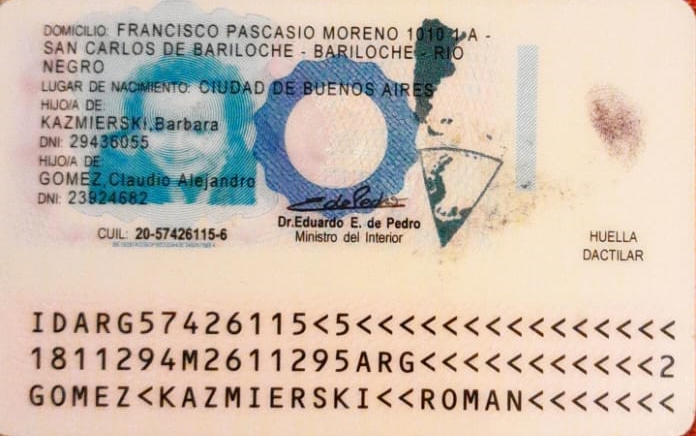 DOMICILIO: FRANCISCO PASCASIO MORENO 1010 1 A -
SAN CARLOS DE BARILOCHE - BARILOCHE - RIO
NEGRO
LUGAR DE NACIMIENTO: CIUDAD DE BUENOS AIRES
HIJO/A DE:
KAZMIERSKI,Barbara
DNI: 29436055
HIJO/A DE:
GOMEZ,Claudio Alejandro
DNI: 23924682
CUIL: 20-57426115-6
Dr.Eduardo E. de Pedro
Ministro del Interior
HUELLA
DACTILAR
IDARG57426115<5<<<<<<<<<<<<<<<
1811294M2611295ARG<<<<<<<<<<<2
GOMEZ<KAZMIERSKI<<ROMAN<<<<<<<